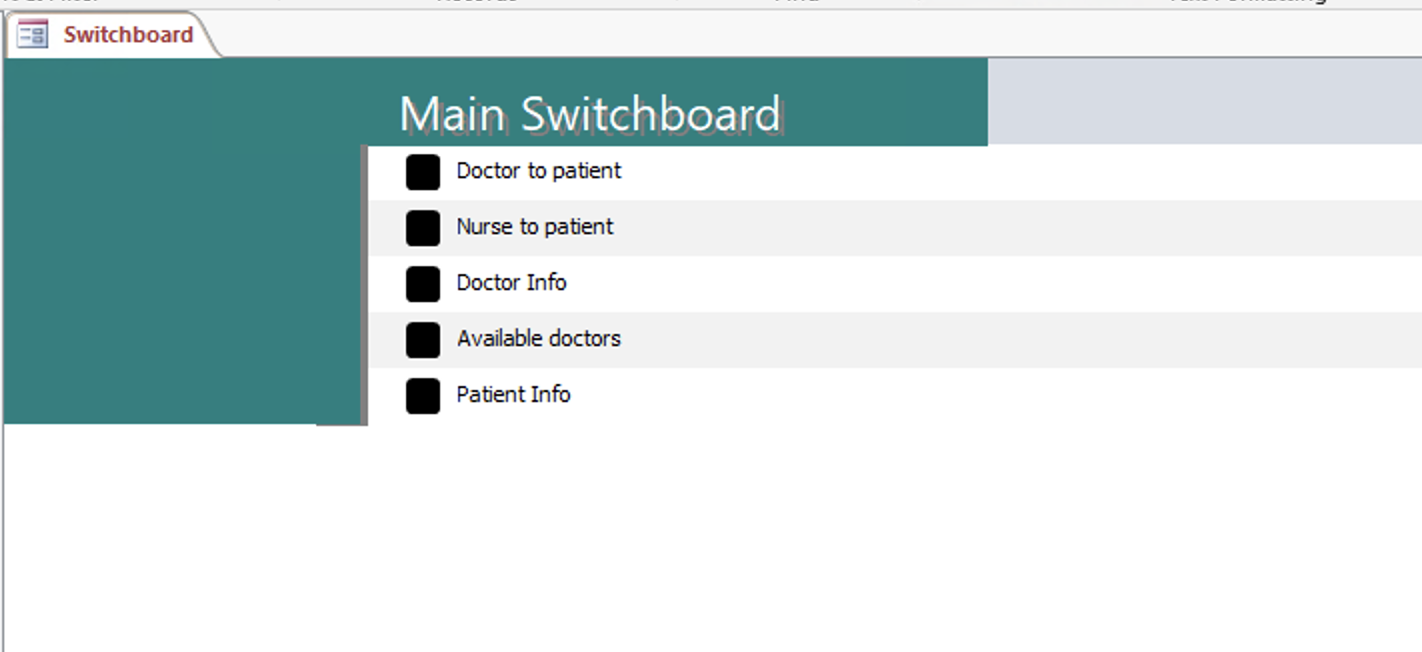 Switchboard
Main Switchboard
Doctor to patient
Nurse to patient
Doctor Info
Available doctors
Patient Info